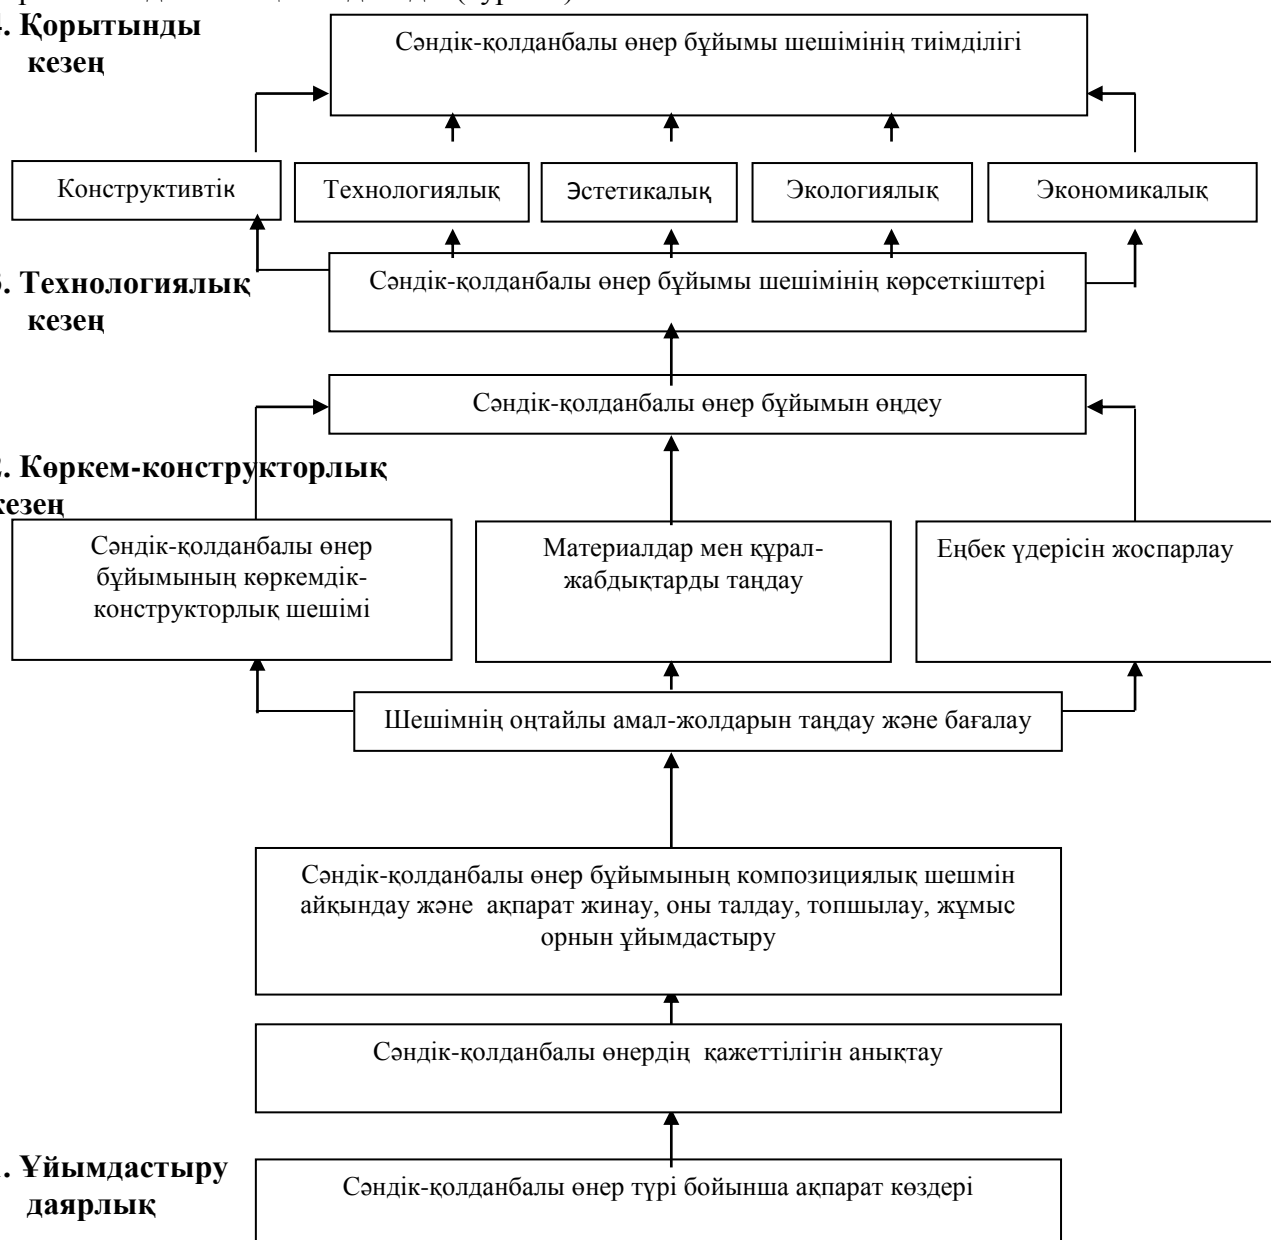 4. Қорытынды
кезең
Сәндік-қолданбалы өнер бұйымы шешімінің тиімділігі
Конструктивтік
Технологиялық
Эстетикалық
Экологиялық
Экономикалық
3. Технологиялық
кезең
Сәндік-қолданбалы өнер бұйымы шешімінің көрсеткіштері
Сәндік-қолданбалы өнер бұйымын өңдеу
2. Көркем-конструкторлық
кезең
Сәндік-қолданбалы өнер
бұйымының көркемдік-
конструкторлық шешімі
Материалдар мен құрал-
жабдықтарды таңдау
Еңбек үдерісін жоспарлау
Шешімнің оңтайлы амал-жолдарын таңдау және бағалау
Сәндік-қолданбалы өнер бұйымының композициялық шешмін
айқындау және ақпарат жинау, оны талдау, топшылау, жұмыс
орнын ұйымдастыру
Сәндік-қолданбалы өнердің қажеттілігін анықтау
1. Ұйымдастыру
даярлық
Сәндік-қолданбалы өнер түрі бойынша ақпарат көздері